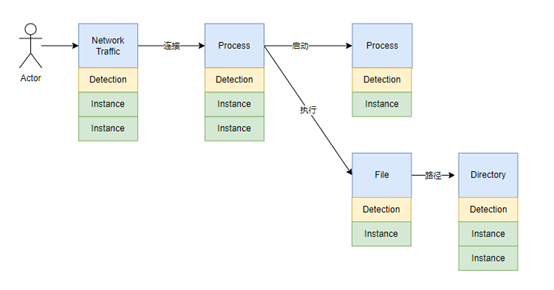 Actor
Network
Traffic
Detection
Instance
Instance
连接
Process
Detection
Instance
Instance
启动
Process
Detection
Instance
执行
File
Detection
Instance
路径
Directory
Detection
Instance
Instance